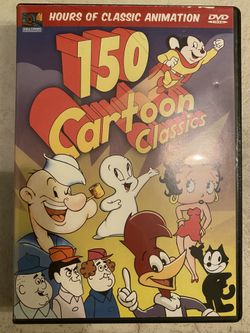 HOURS OF CLASSIC ANIMATION
DVD
150
Cartoon
Classics